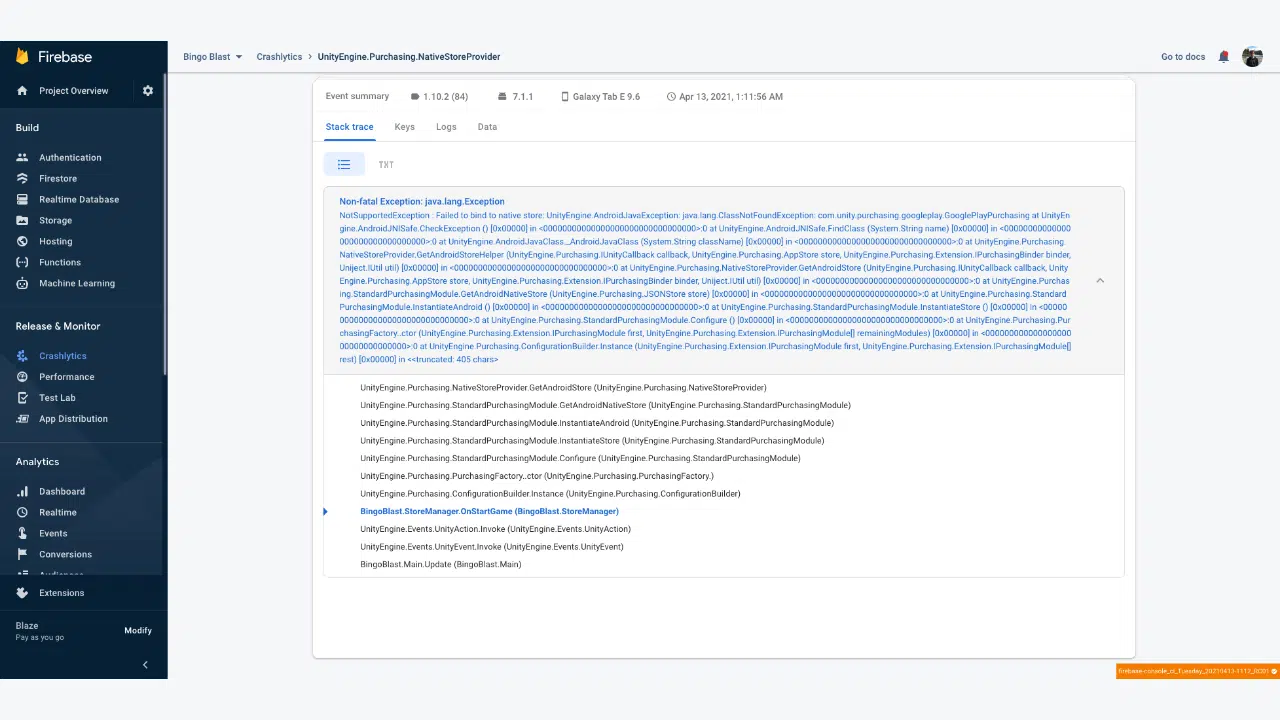 Firebase
Bingo Blast
Crashlytics > UnityEngine.Purchasing.NativeStoreProvider
Go to docs
Project Overview
Build
Authentication
Firestore
Realtime Database
Storage
Hosting
Functions
Machine Learning
Release & Monitor
Crashlytics
Performance
Test Lab
App Distribution
Analytics
Dashboard
Realtime
Events
Conversions
Extensions
Blaze
Pay as you go
Modify
Event summary
1.10.2 (84)
7.1.1
Galaxy Tab E 9.6
Apr 13, 2021, 1:11:56 AM
Stack trace
Keys
Logs
Data
TXT
Non-fatal Exception: java.lang.Exception
NotSupportedException : Failed to bind to native store: UnityEngine.AndroidJavaException: java.lang.ClassNotFoundException: com.unity.purchasing.googleplay.GooglePlayPurchasing at UnityEn
gine.AndroidJNISafe.CheckException () [0x00000] in <00000000000000000000000000000000>:0 at UnityEngine.AndroidJNISafe.FindClass (System.String name) [0x00000] in <00000000000000
000000000000000000>:0 at UnityEngine.AndroidJavaClass.._AndroidJavaClass (System.String className) [0x00000] in <00000000000000000000000000000000>:0 at UnityEngine.Purchasing.
NativeStoreProvider.GetAndroidStoreHelper (UnityEngine.Purchasing.IUnityCallback callback, UnityEngine.Purchasing.AppStore store, UnityEngine.Purchasing.Extension.IPurchasingBinder binder,
Uniject.IUtil util) [0x00000] in <00000000000000000000000000000000>:0 at UnityEngine.Purchasing.NativeStoreProvider.GetAndroidStore (UnityEngine.Purchasing.IUnityCallback callback, Unity
Engine.Purchasing.AppStore store, UnityEngine.Purchasing.Extension.IPurchasingBinder binder, Uniject.IUtil util) [0x00000] in <00000000000000000000000000000000>:0 at UnityEngine.Purchas
ing.StandardPurchasingModule.GetAndroidNativeStore (UnityEngine.Purchasing.JSONStore store) [0x00000] in <00000000000000000000000000000000>:0 at UnityEngine.Purchasing.Standard
PurchasingModule.InstantiateAndroid () [0x00000] in <00000000000000000000000000000000>:0 at UnityEngine.Purchasing.StandardPurchasingModule.InstantiateStore () [0x00000] in <00000
000000000000000000000000000>:0 at UnityEngine.Purchasing.StandardPurchasingModule.Configure () [0x00000] in <00000000000000000000000000000000>:0 at UnityEngine.Purchasing.Pur
chasingFactory..ctor (UnityEngine.Purchasing.Extension.IPurchasingModule first, UnityEngine.Purchasing.Extension.IPurchasingModule[] remainingModules) [0x00000] in <0000000000000000
0000000000000000>:0 at UnityEngine.Purchasing.ConfigurationBuilder.Instance (UnityEngine.Purchasing.Extension.IPurchasingModule first, UnityEngine.Purchasing.Extension.IPurchasingModule[]
rest) [0x00000] in <<truncated: 405 chars>
UnityEngine.Purchasing.NativeStoreProvider.GetAndroidStore (UnityEngine.Purchasing.NativeStoreProvider)
UnityEngine.Purchasing.StandardPurchasingModule.GetAndroidNativeStore (UnityEngine.Purchasing.StandardPurchasingModule)
UnityEngine.Purchasing.StandardPurchasingModule.InstantiateAndroid (UnityEngine.Purchasing.StandardPurchasingModule)
UnityEngine.Purchasing.StandardPurchasingModule.InstantiateStore (UnityEngine.Purchasing.StandardPurchasingModule)
UnityEngine.Purchasing.StandardPurchasingModule.Configure (UnityEngine.Purchasing.StandardPurchasingModule)
UnityEngine.Purchasing.PurchasingFactory..ctor (UnityEngine.Purchasing.PurchasingFactory.)
UnityEngine.Purchasing.ConfigurationBuilder.Instance (UnityEngine.Purchasing.ConfigurationBuilder)
BingoBlast.StoreManager.OnStartGame (BingoBlast.StoreManager)
UnityEngine.Events.UnityAction.Invoke (UnityEngine.Events.UnityAction)
UnityEngine.Events.UnityEvent.Invoke (UnityEngine.Events.UnityEvent)
BingoBlast.Main.Update (BingoBlast.Main)